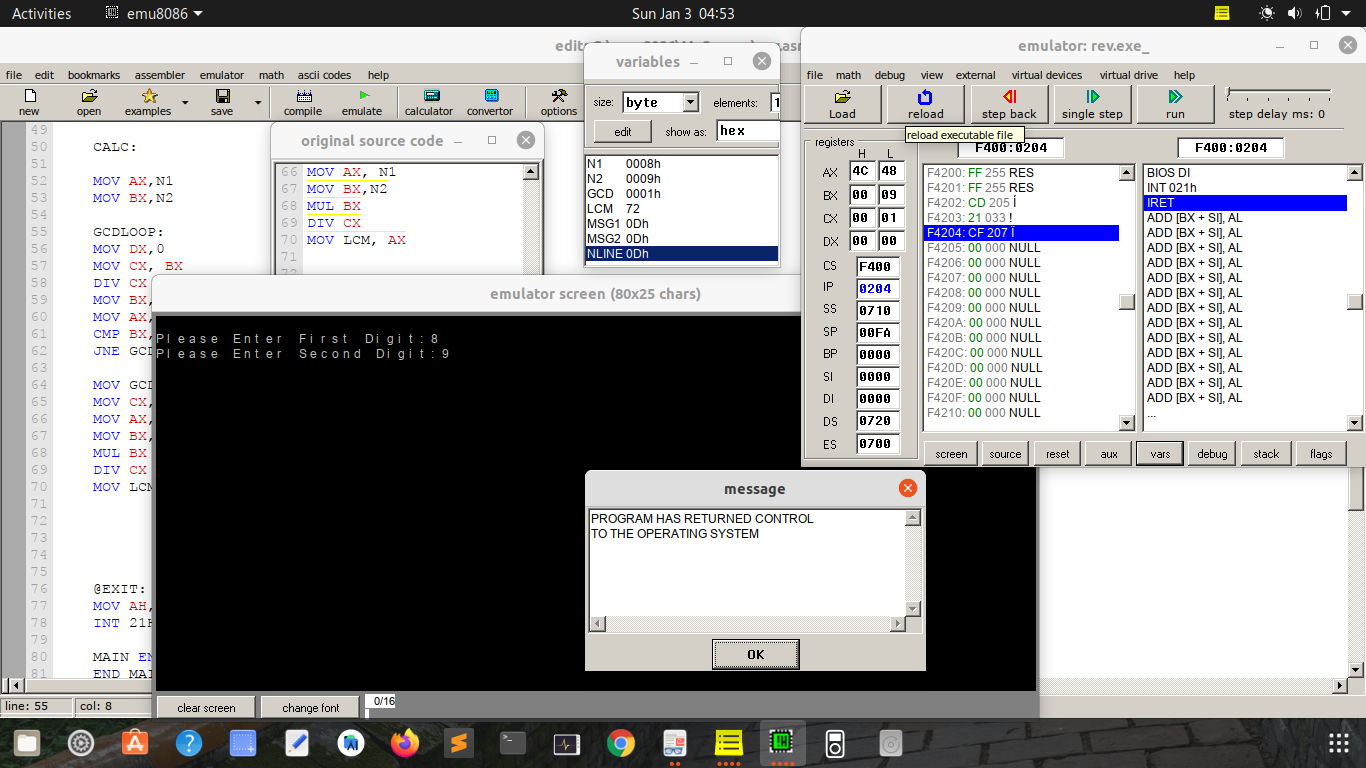 Activities
emu8086
Sun Jan 3 04:53
file edit bookmarks assembler emulator math ascii codes help
new open examples save compile emulate calculator convertor options
49
50 CALC:
51
52 MOV AX,N1
53 MOV BX,N2
54
55 GCDLOOP:
56 MOV DX,0
57 MOV CX, BX
58 DIV CX
59 MOV BX,
60 MOV AX,
61 CMP BX,
62 JNE GCD
63
64 MOV GCD
65 MOV CX,
66 MOV AX,
67 MOV BX,
68 MUL BX
69 DIV CX
70 MOV LCM
71
72
73
74
75
76 @EXIT:
77 MOV AH,
78 INT 21H
79
80 MAIN EN
81 END MAI
line: 55 col: 8
original source code
66 MOV AX, N1
67 MOV BX,N2
68 MUL BX
69 DIV CX
70 MOV LCM, AX
71
variables
size: byte elements: 1
edit show as: hex
N1 0008h
N2 0009h
GCD 0001h
LCM 72
MSG1 0Dh
MSG2 0Dh
NLINE 0Dh
emulator: rev.exe_
file math debug view external virtual devices virtual drive help
Load reload step back single step run step delay ms: 0
reload executable file
registers
H L
AX 4C 48
BX 00 09
CX 00 01
DX 00 00
CS F400
IP 0204
SS 0710
SP 00FA
BP 0000
SI 0000
DI 0000
DS 0720
ES 0700
F400:0204
F4200: FF 255 RES
F4201: FF 255 RES
F4202: CD 205 Í
F4203: 21 033 !
F4204: CF 207 Ï
F4205: 00 000 NULL
F4206: 00 000 NULL
F4207: 00 000 NULL
F4208: 00 000 NULL
F4209: 00 000 NULL
F420A: 00 000 NULL
F420B: 00 000 NULL
F420C: 00 000 NULL
F420D: 00 000 NULL
F420E: 00 000 NULL
F420F: 00 000 NULL
F4210: 00 000 NULL
F400:0204
BIOS DI
INT 021h
IRET
ADD [BX + SI], AL
ADD [BX + SI], AL
ADD [BX + SI], AL
ADD [BX + SI], AL
ADD [BX + SI], AL
ADD [BX + SI], AL
ADD [BX + SI], AL
ADD [BX + SI], AL
ADD [BX + SI], AL
ADD [BX + SI], AL
ADD [BX + SI], AL
ADD [BX + SI], AL
ADD [BX + SI], AL
...
screen source reset aux vars debug stack flags
emulator screen (80x25 chars)
Please Enter First Digit:8
Please Enter Second Digit:9
clear screen change font 0/16
message
PROGRAM HAS RETURNED CONTROL
TO THE OPERATING SYSTEM
OK